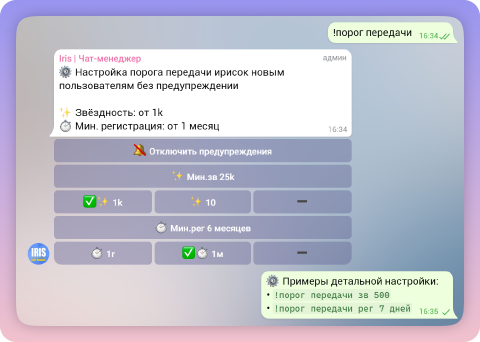 !порог передачи 16:34
Iris | Чат-менеджер админ
⚙️ Настройка порога передачи ирисок новым
пользователям без предупреждении
✨ Звёздность: от 1k
⏱ Мин. регистрация: от 1 месяц
16:34
🔕 Отключить предупреждения
✨ Мин.зв 25k
✅✨ 1k ✨ 10 ➖
⏱ Мин.рег 6 месяцев
IRIS ⏱ 1г ✅⏱ 1м ➖
⚙️ Примеры детальной настройки:
• !порог передачи зв 500
• !порог передачи рег 7 дней 16:35